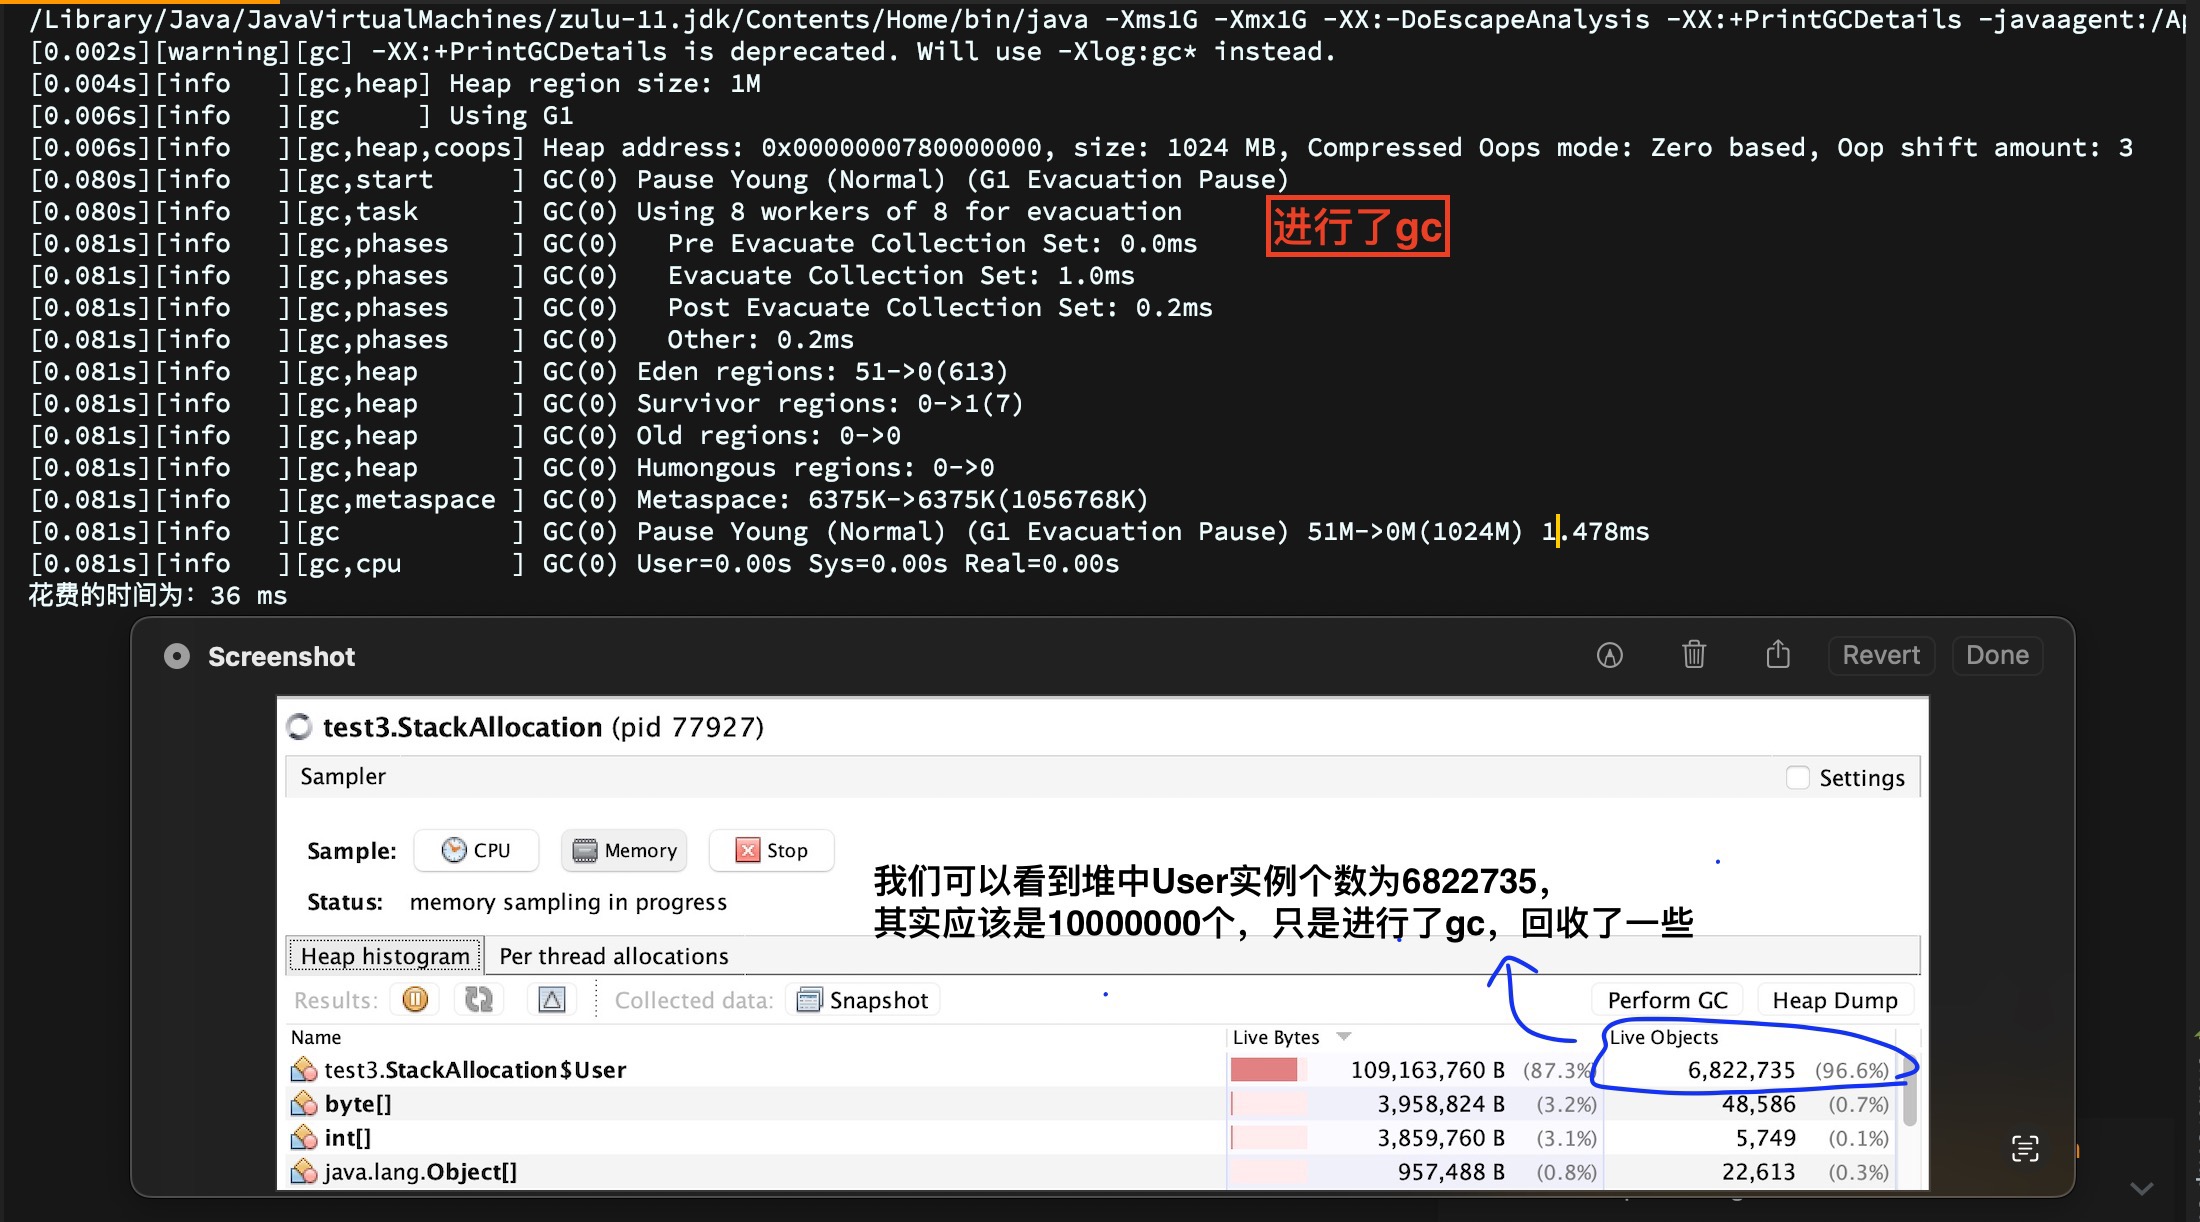 /Library/Java/JavaVirtualMachines/zulu-11.jdk/Contents/Home/bin/java -Xms1G -Xmx1G -XX:-DoEscapeAnalysis -XX:+PrintGCDetails -javaagent:/Ap
[0.002s][warning][gc] -XX:+PrintGCDetails is deprecated. Will use -Xlog:gc* instead.
[0.004s][info   ][gc,heap] Heap region size: 1M
[0.006s][info   ][gc     ] Using G1
[0.006s][info   ][gc,heap,coops] Heap address: 0x0000000780000000, size: 1024 MB, Compressed Oops mode: Zero based, Oop shift amount: 3
[0.080s][info   ][gc,start     ] GC(0) Pause Young (Normal) (G1 Evacuation Pause)
[0.080s][info   ][gc,task      ] GC(0) Using 8 workers of 8 for evacuation
进行了gc
[0.081s][info   ][gc,phases    ] GC(0)   Pre Evacuate Collection Set: 0.0ms
[0.081s][info   ][gc,phases    ] GC(0)   Evacuate Collection Set: 1.0ms
[0.081s][info   ][gc,phases    ] GC(0)   Post Evacuate Collection Set: 0.2ms
[0.081s][info   ][gc,phases    ] GC(0)   Other: 0.2ms
[0.081s][info   ][gc,heap      ] GC(0) Eden regions: 51->0(613)
[0.081s][info   ][gc,heap      ] GC(0) Survivor regions: 0->1(7)
[0.081s][info   ][gc,heap      ] GC(0) Old regions: 0->0
[0.081s][info   ][gc,heap      ] GC(0) Humongous regions: 0->0
[0.081s][info   ][gc,metaspace ] GC(0) Metaspace: 6375K->6375K(1056768K)
[0.081s][info   ][gc           ] GC(0) Pause Young (Normal) (G1 Evacuation Pause) 51M->0M(1024M) 1.478ms
[0.081s][info   ][gc,cpu       ] GC(0) User=0.00s Sys=0.00s Real=0.00s
花费的时间为：36 ms
Screenshot
Revert
Done
test3.StackAllocation (pid 77927)
Sampler
Settings
Sample: CPU Memory Stop
我们可以看到堆中User实例个数为6822735，
其实应该是10000000个，只是进行了gc，回收了一些
Status: memory sampling in progress
Heap histogram Per thread allocations
Results: Collected data: Snapshot Perform GC Heap Dump
Name Live Bytes Live Objects
test3.StackAllocation$User 109,163,760 B (87.3%) 6,822,735 (96.6%)
byte[] 3,958,824 B (3.2%) 48,586 (0.7%)
int[] 3,859,760 B (3.1%) 5,749 (0.1%)
java.lang.Object[] 957,488 B (0.8%) 22,613 (0.3%)